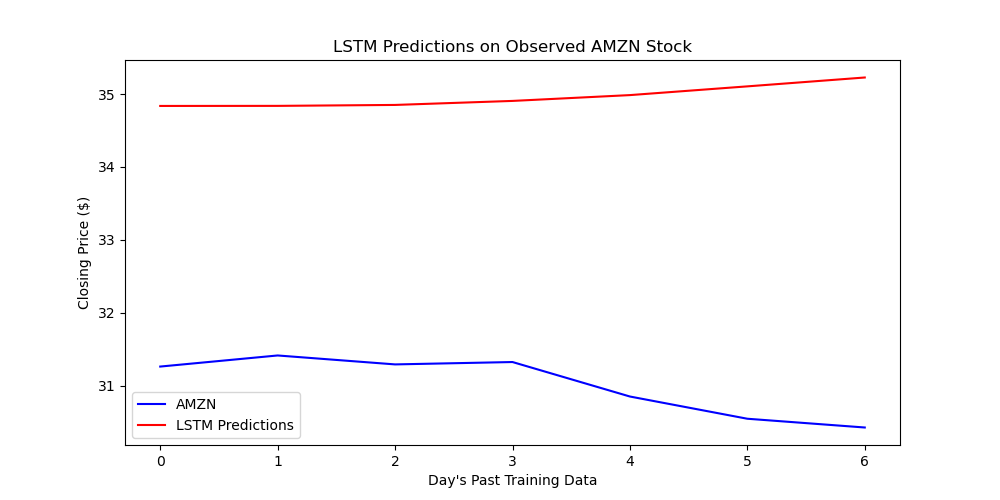 LSTM Predictions on Observed AMZN Stock
Closing Price ($)
35
34
33
32
31
AMZN
LSTM Predictions
0 1 2 3 4 5 6
Day's Past Training Data